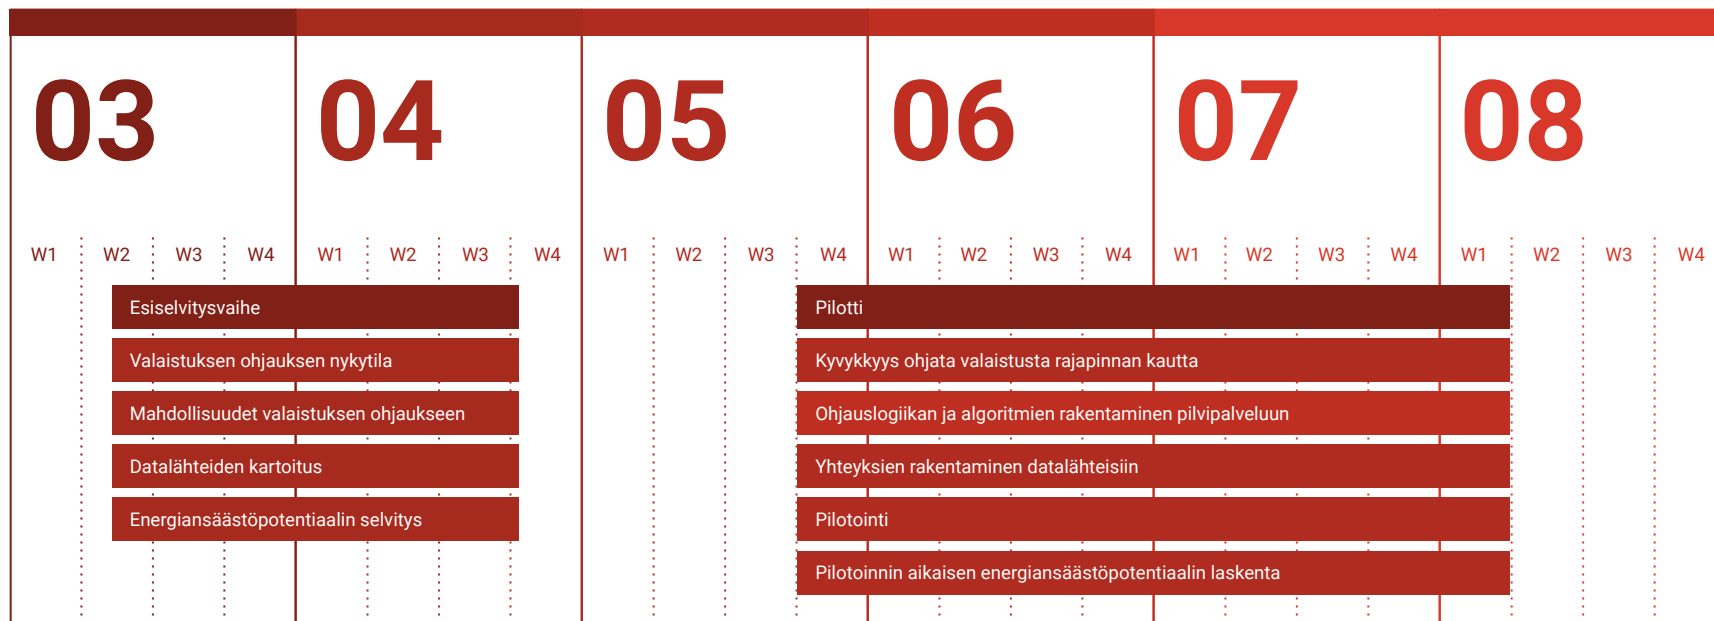 03 04 05 06 07 08
W1 W2 W3 W4 W1 W2 W3 W4 W1 W2 W3 W4 W1 W2 W3 W4 W1 W2 W3 W4 W1 W2 W3 W4
Esiselvitysvaihe
Valaistuksen ohjauksen nykytila
Mahdollisuudet valaistuksen ohjaukseen
Datalähteiden kartoitus
Energiansäästöpotentiaalin selvitys
Pilotti
Kyvykkyys ohjata valaistusta rajapinnan kautta
Ohjauslogiikan ja algoritmien rakentaminen pilvipalveluun
Yhteyksien rakentaminen datalähteisiin
Pilotointi
Pilotoinnin aikaisen energiansäästöpotentiaalin laskenta